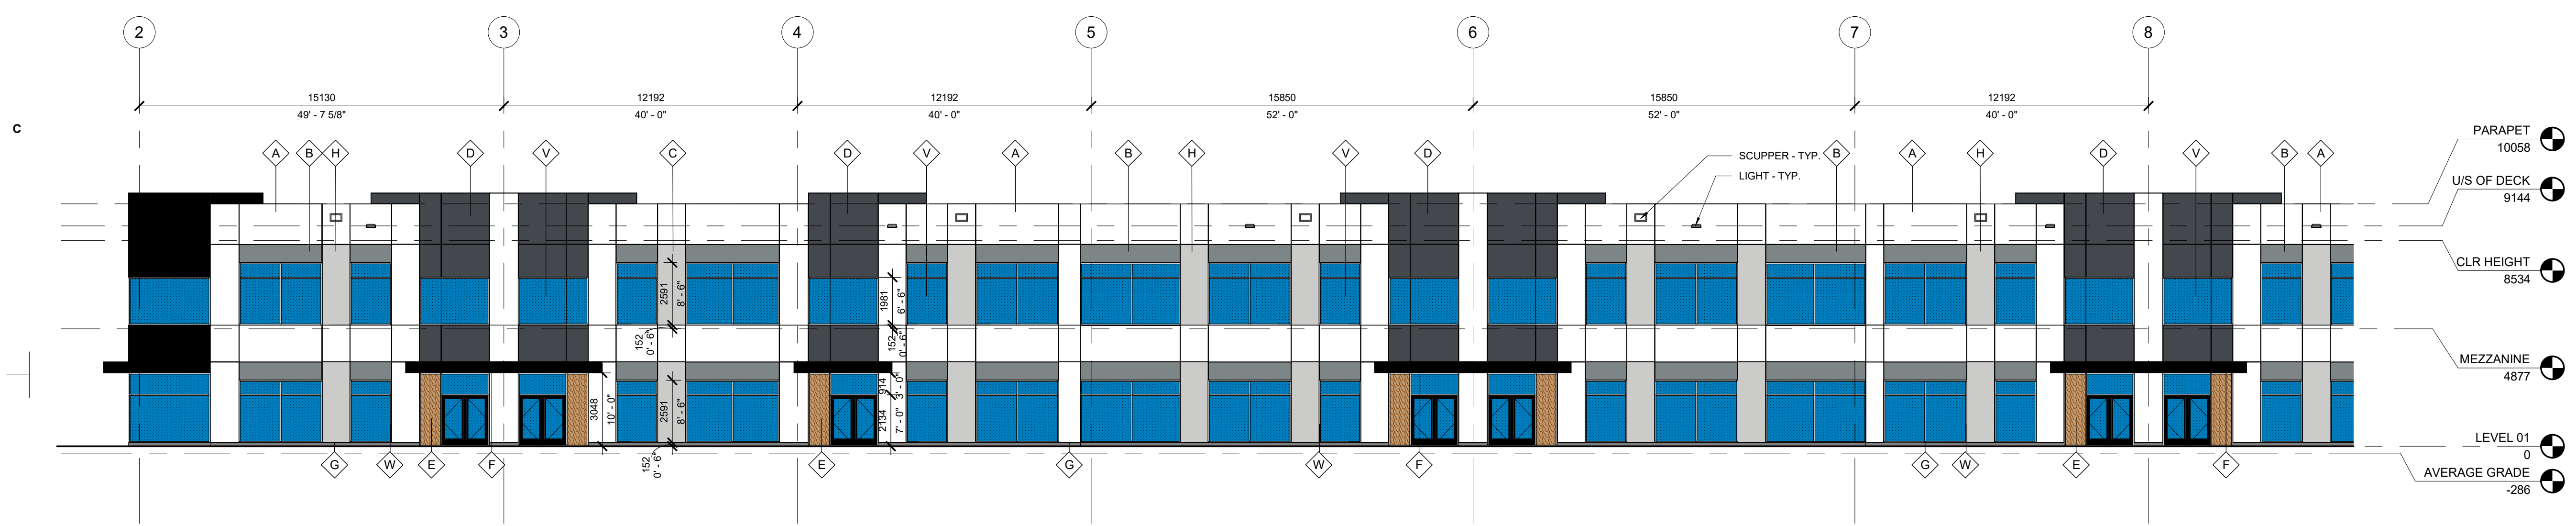 2
3
4
5
6
7
8
15130
49' - 7 5/8"
12192
40' - 0"
12192
40' - 0"
15850
52' - 0"
15850
52' - 0"
12192
40' - 0"
C
A
B
H
D
V
C
D
V
A
B
H
V
D
SCUPPER - TYP.
LIGHT - TYP.
B
A
H
D
V
B
A
PARAPET
10058
U/S OF DECK
9144
CLR HEIGHT
8534
MEZZANINE
4877
LEVEL 01
0
AVERAGE GRADE
-286
2591
8' - 6"
1981
6' - 6"
152
0' - 6"
152
0' - 6"
3048
10' - 0"
2591
8' - 6"
914
3' - 0"
2134
7' - 0"
152
0' - 6"
G
W
E
F
E
G
W
F
G
W
E
F